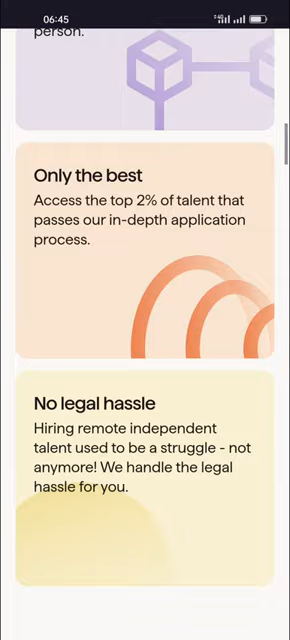 06:45
person.
Only the best
Access the top 2% of talent that
passes our in-depth application
process.
No legal hassle
Hiring remote independent
talent used to be a struggle - not
anymore! We handle the legal
hassle for you.